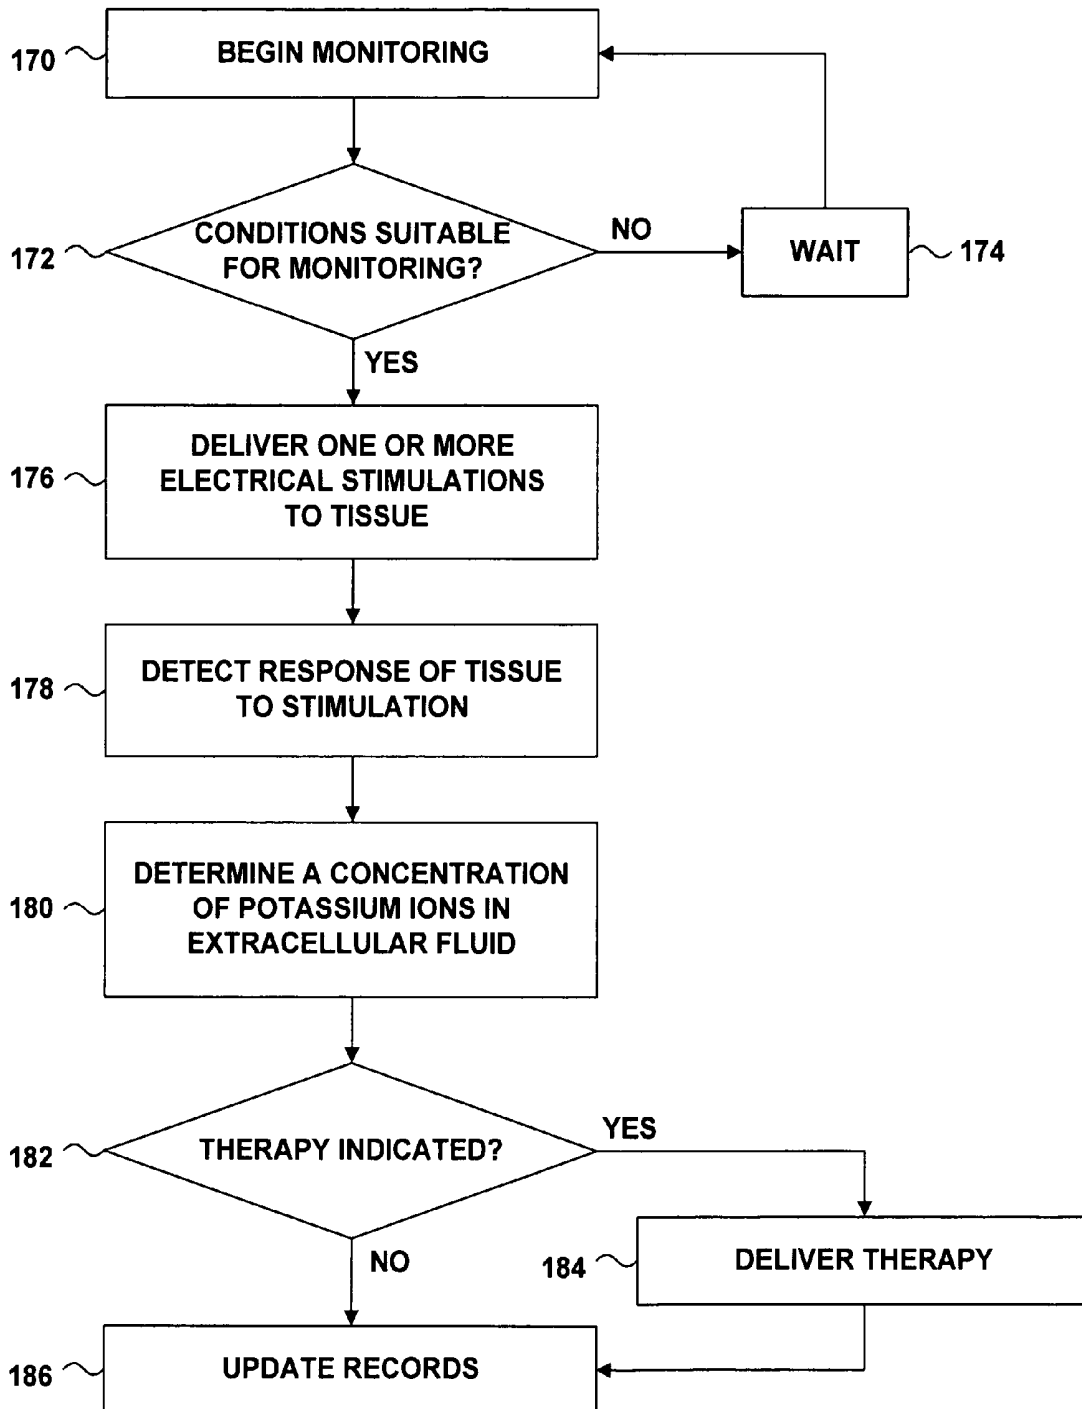 170
BEGIN MONITORING
172
CONDITIONS SUITABLE
FOR MONITORING?
NO
WAIT
174
YES
176
DELIVER ONE OR MORE
ELECTRICAL STIMULATIONS
TO TISSUE
178
DETECT RESPONSE OF TISSUE
TO STIMULATION
180
DETERMINE A CONCENTRATION
OF POTASSIUM IONS IN
EXTRACELLULAR FLUID
182
THERAPY INDICATED?
YES
NO
184
DELIVER THERAPY
186
UPDATE RECORDS